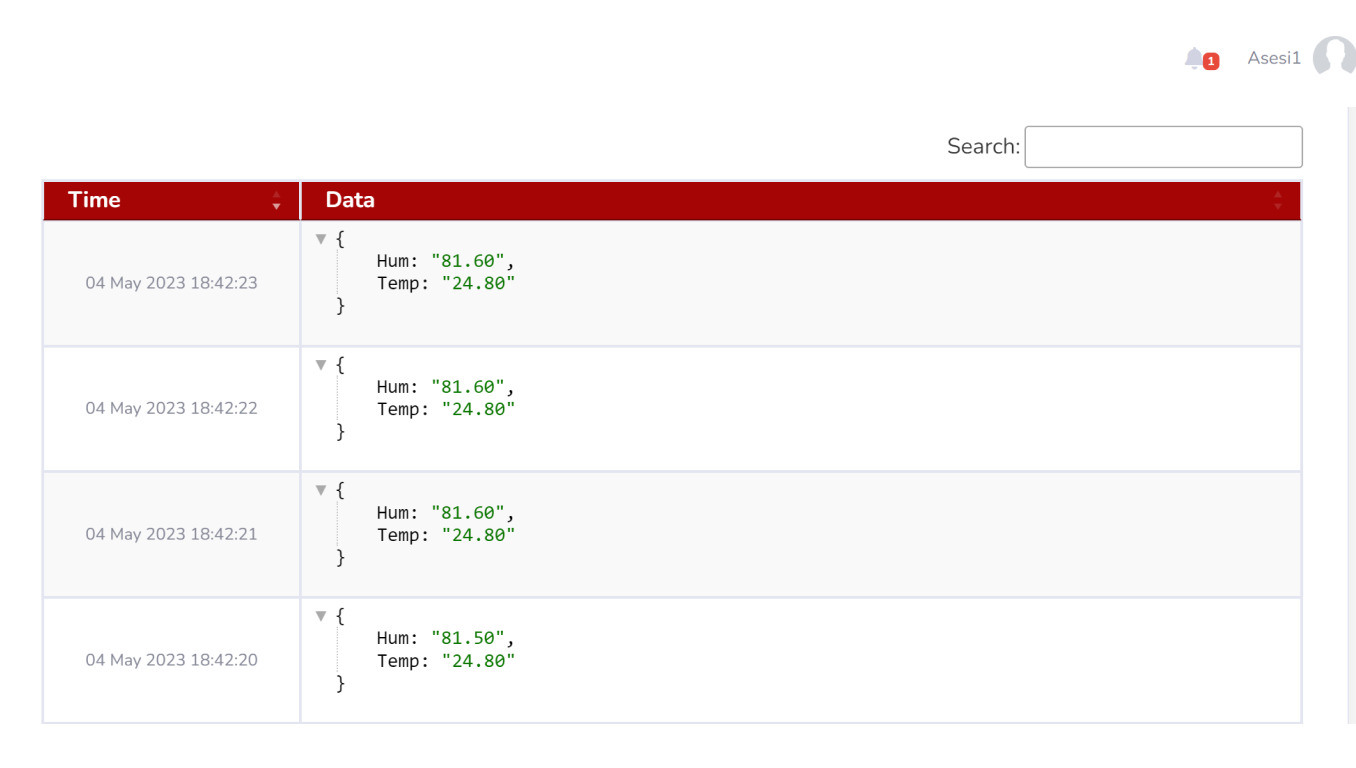 1
Asesi1
Search:
Time Data
04 May 2023 18:42:23
{
Hum: "81.60",
Temp: "24.80"
}
04 May 2023 18:42:22
{
Hum: "81.60",
Temp: "24.80"
}
04 May 2023 18:42:21
{
Hum: "81.60",
Temp: "24.80"
}
04 May 2023 18:42:20
{
Hum: "81.50",
Temp: "24.80"
}